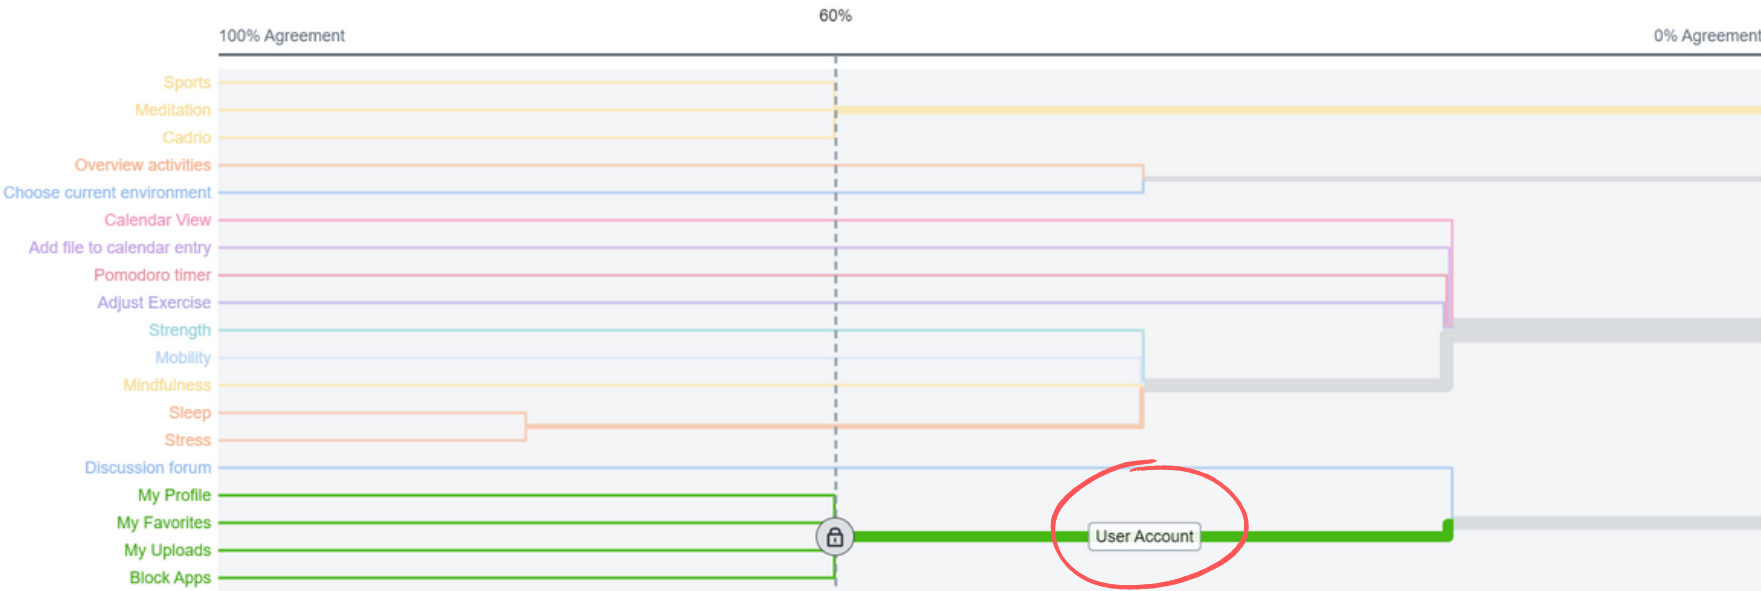 60%
100% Agreement
0% Agreement
Sports
Meditation
Cadrio
Overview activities
Choose current environment
Calendar View
Add file to calendar entry
Pomodoro timer
Adjust Exercise
Strength
Mobility
Mindfulness
Sleep
Stress
Discussion forum
My Profile
My Favorites
User Account
My Uploads
Block Apps